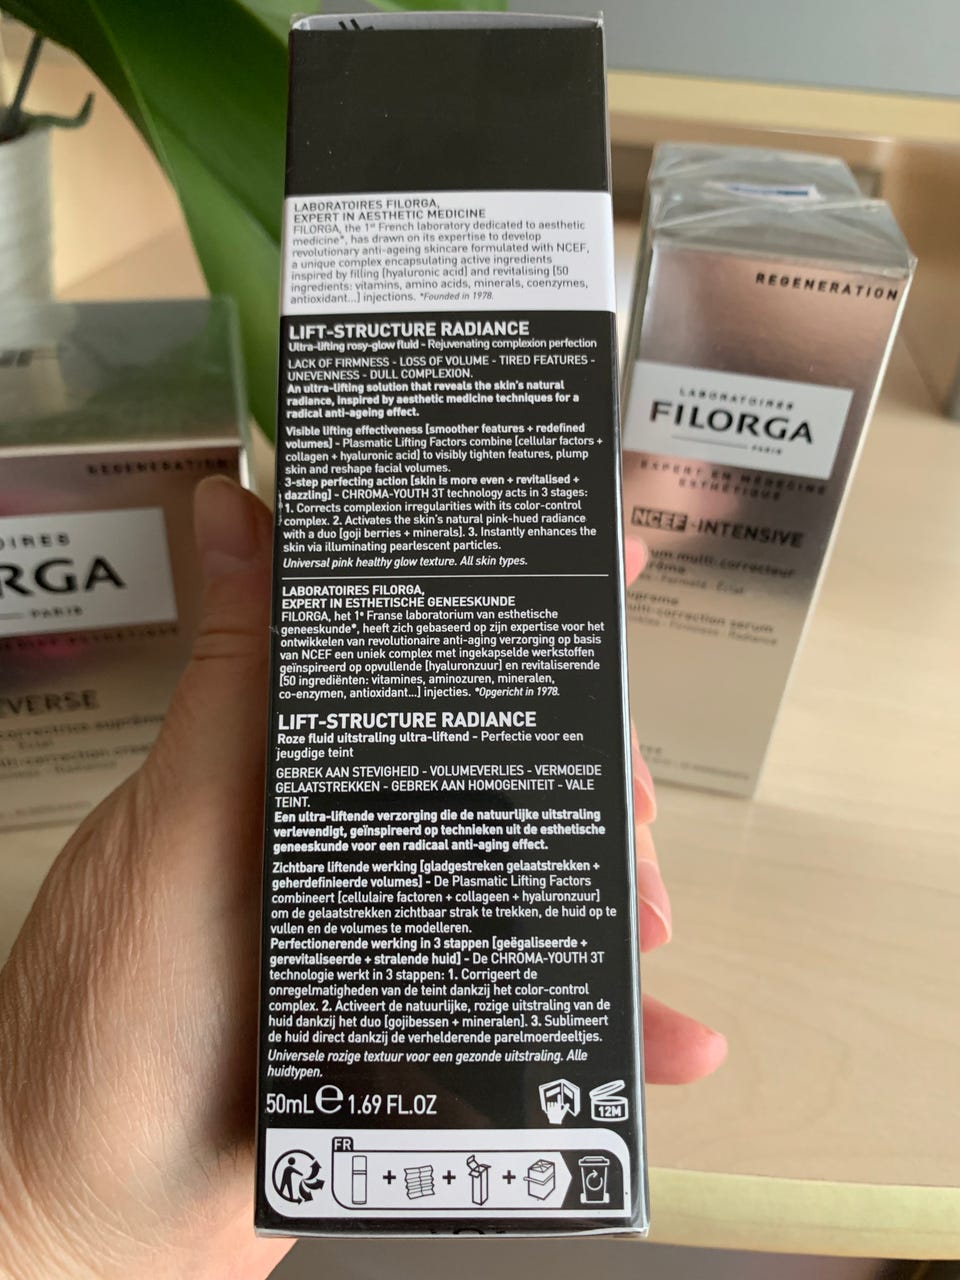 LABORATOIRES FILORGA,
EXPERT IN AESTHETIC MEDICINE
FILORGA, the 1st French laboratory dedicated to aesthetic
medicine*, has drawn on its expertise to develop
revolutionary anti-ageing skincare formulated with NCEF,
a unique complex encapsulating active ingredients
inspired by filling [hyaluronic acid] and revitalising [50
ingredients: vitamins, amino acids, minerals, coenzymes,
antioxidant...] injections. *Founded in 1978.
LIFT-STRUCTURE RADIANCE
Ultra-lifting rosy-glow fluid - Rejuvenating complexion perfection
LACK OF FIRMNESS - LOSS OF VOLUME - TIRED FEATURES -
UNEVENNESS - DULL COMPLEXION.
An ultra-lifting solution that reveals the skin's natural
radiance, inspired by aesthetic medicine techniques for a
radical anti-ageing effect.
Visible lifting effectiveness [smoother features + redefined
volumes] - Plasmatic Lifting Factors combine [cellular factors +
collagen + hyaluronic acid] to visibly tighten features, plump
skin and reshape facial volumes.
3-step perfecting action [skin is more even + revitalised +
dazzling] - CHROMA-YOUTH 3T technology acts in 3 stages:
1. Corrects complexion irregularities with its color-control
complex. 2. Activates the skin's natural pink-hued radiance
with a duo [goji berries + minerals]. 3. Instantly enhances the
skin via illuminating pearlescent particles.
Universal pink healthy glow texture. All skin types.
LABORATOIRES FILORGA,
EXPERT IN ESTHETISCHE GENEESKUNDE
FILORGA, het 1e Franse laboratorium van esthetische
geneeskunde*, heeft zich gebaseerd op zijn expertise voor het
ontwikkelen van revolutionaire anti-aging verzorging op basis
van NCEF een uniek complex met ingekapselde werkstoffen
geïnspireerd op opvullende [hyaluronzuur] en revitaliserende
[50 ingrediënten: vitamines, aminozuren, mineralen,
co-enzymen, antioxidant...] injecties. *Opgericht in 1978.
LIFT-STRUCTURE RADIANCE
Roze fluid uitstraling ultra-liftend - Perfectie voor een
jeugdige teint
GEBREK AAN STEVIGHEID - VOLUMEVERLIES - VERMOEIDE
GELAATSTREKKEN - GEBREK AAN HOMOGENITEIT - VALE
TEINT.
Een ultra-liftende verzorging die de natuurlijke uitstraling
verlevendigt, geïnspireerd op technieken uit de esthetische
geneeskunde voor een radicaal anti-aging effect.
Zichtbare liftende werking [gladgestreken gelaatstrekken +
geherdefinieerde volumes] - De Plasmatic Lifting Factors
combineert [cellulaire factoren + collageen + hyaluronzuur]
om de gelaatstrekken zichtbaar strak te trekken, de huid op te
vullen en de volumes te modelleren.
Perfectionerende werking in 3 stappen [geëgaliseerde +
gerevitaliseerde + stralende huid] - De CHROMA-YOUTH 3T
technologie werkt in 3 stappen: 1. Corrigeert de
onregelmatigheden van de teint dankzij het color-control
complex. 2. Activeert de natuurlijke, rozige uitstraling van de
huid dankzij het duo [gojibessen + mineralen]. 3. Sublimeert
de huid direct dankzij de verhelderende parelmoerdeeltjes.
Universele rozige textuur voor een gezonde uitstraling. Alle
huidtypen.
50mL e 1.69 FL.OZ
12M
FR
REGENERATION
LABORATOIRES
FILORGA
PARIS
EXPERT EN MÉDECINE
ESTHÉTIQUE
NCEF-INTENSIVE
multi-correcteur
Fermeté - Éclat
multi-correction serum
Firmness - Radiance
REGENERATION
OIRES
RGA
PARIS
EVERSE